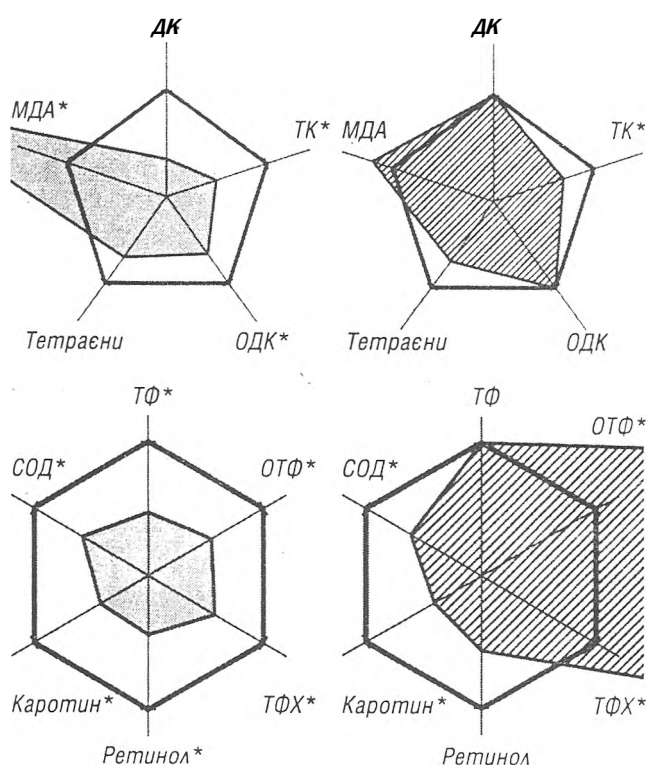 ДК ДК
МДА* ТК* МДА ТК*
Тетраєни ОДК* Тетраєни ОДК
ТФ* ТФ
СОД* ОТФ* СОД* ОТФ*
Каротин* ТФХ* Каротин* ТФХ*
Ретинол* Ретинол